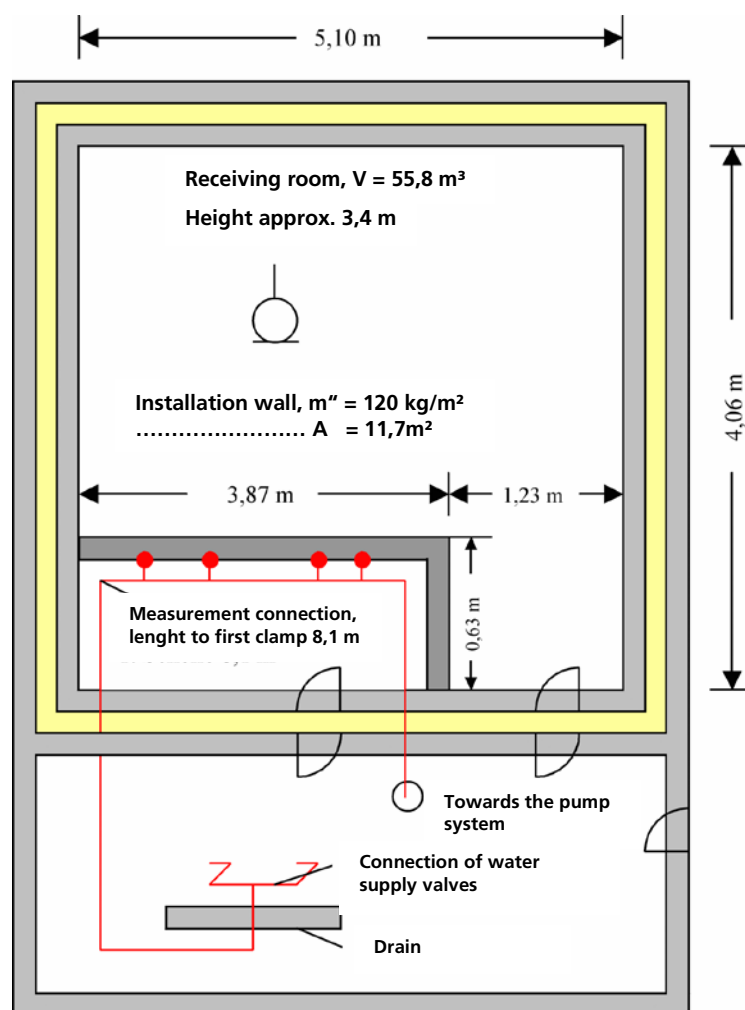 5,10 m
Receiving room, V = 55,8 m³
Height approx. 3,4 m
4,06 m
Installation wall, m“ = 120 kg/m²
........................ A = 11,7m²
3,87 m
1,23 m
0,63 m
Measurement connection,
lenght to first clamp 8,1 m
Towards the pump
system
Connection of water
supply valves
Drain